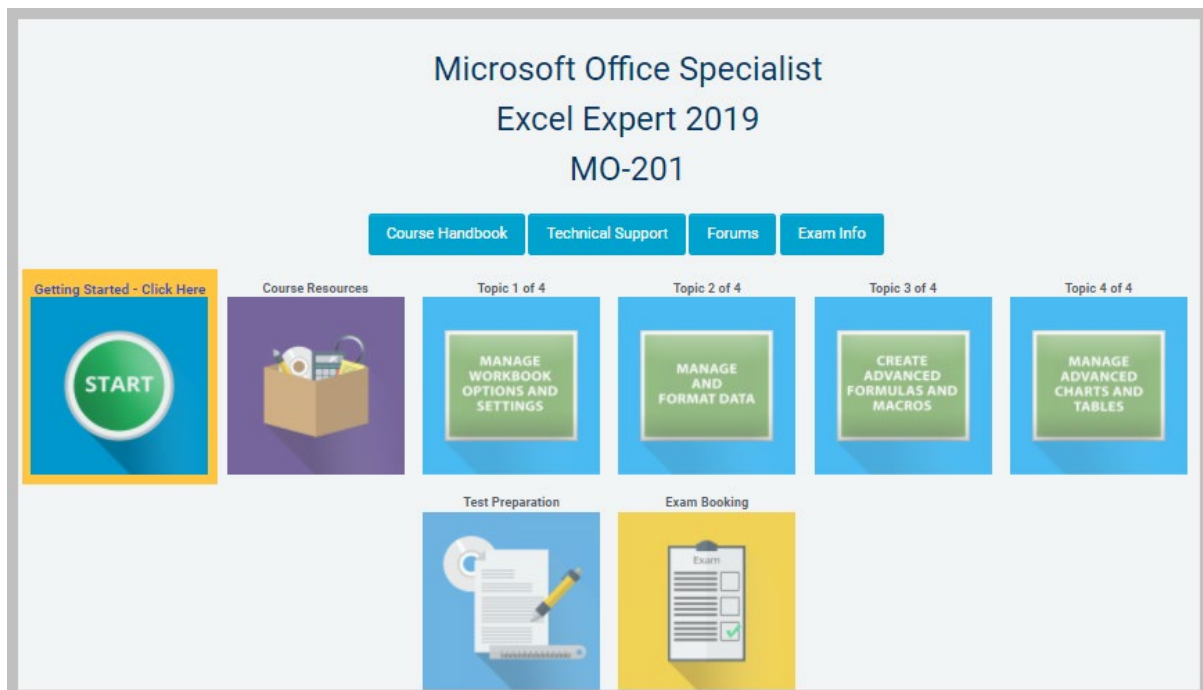 Microsoft Office Specialist
Excel Expert 2019
MO-201
Course Handbook
Technical Support
Forums
Exam Info
Getting Started - Click Here
Course Resources
Topic 1 of 4
Topic 2 of 4
Topic 3 of 4
Topic 4 of 4
START
MANAGE
WORKBOOK
OPTIONS AND
SETTINGS
MANAGE
AND
FORMAT DATA
CREATE
ADVANCED
FORMULAS AND
MACROS
MANAGE
ADVANCED
CHARTS AND
TABLES
Test Preparation
Exam Booking
Exam